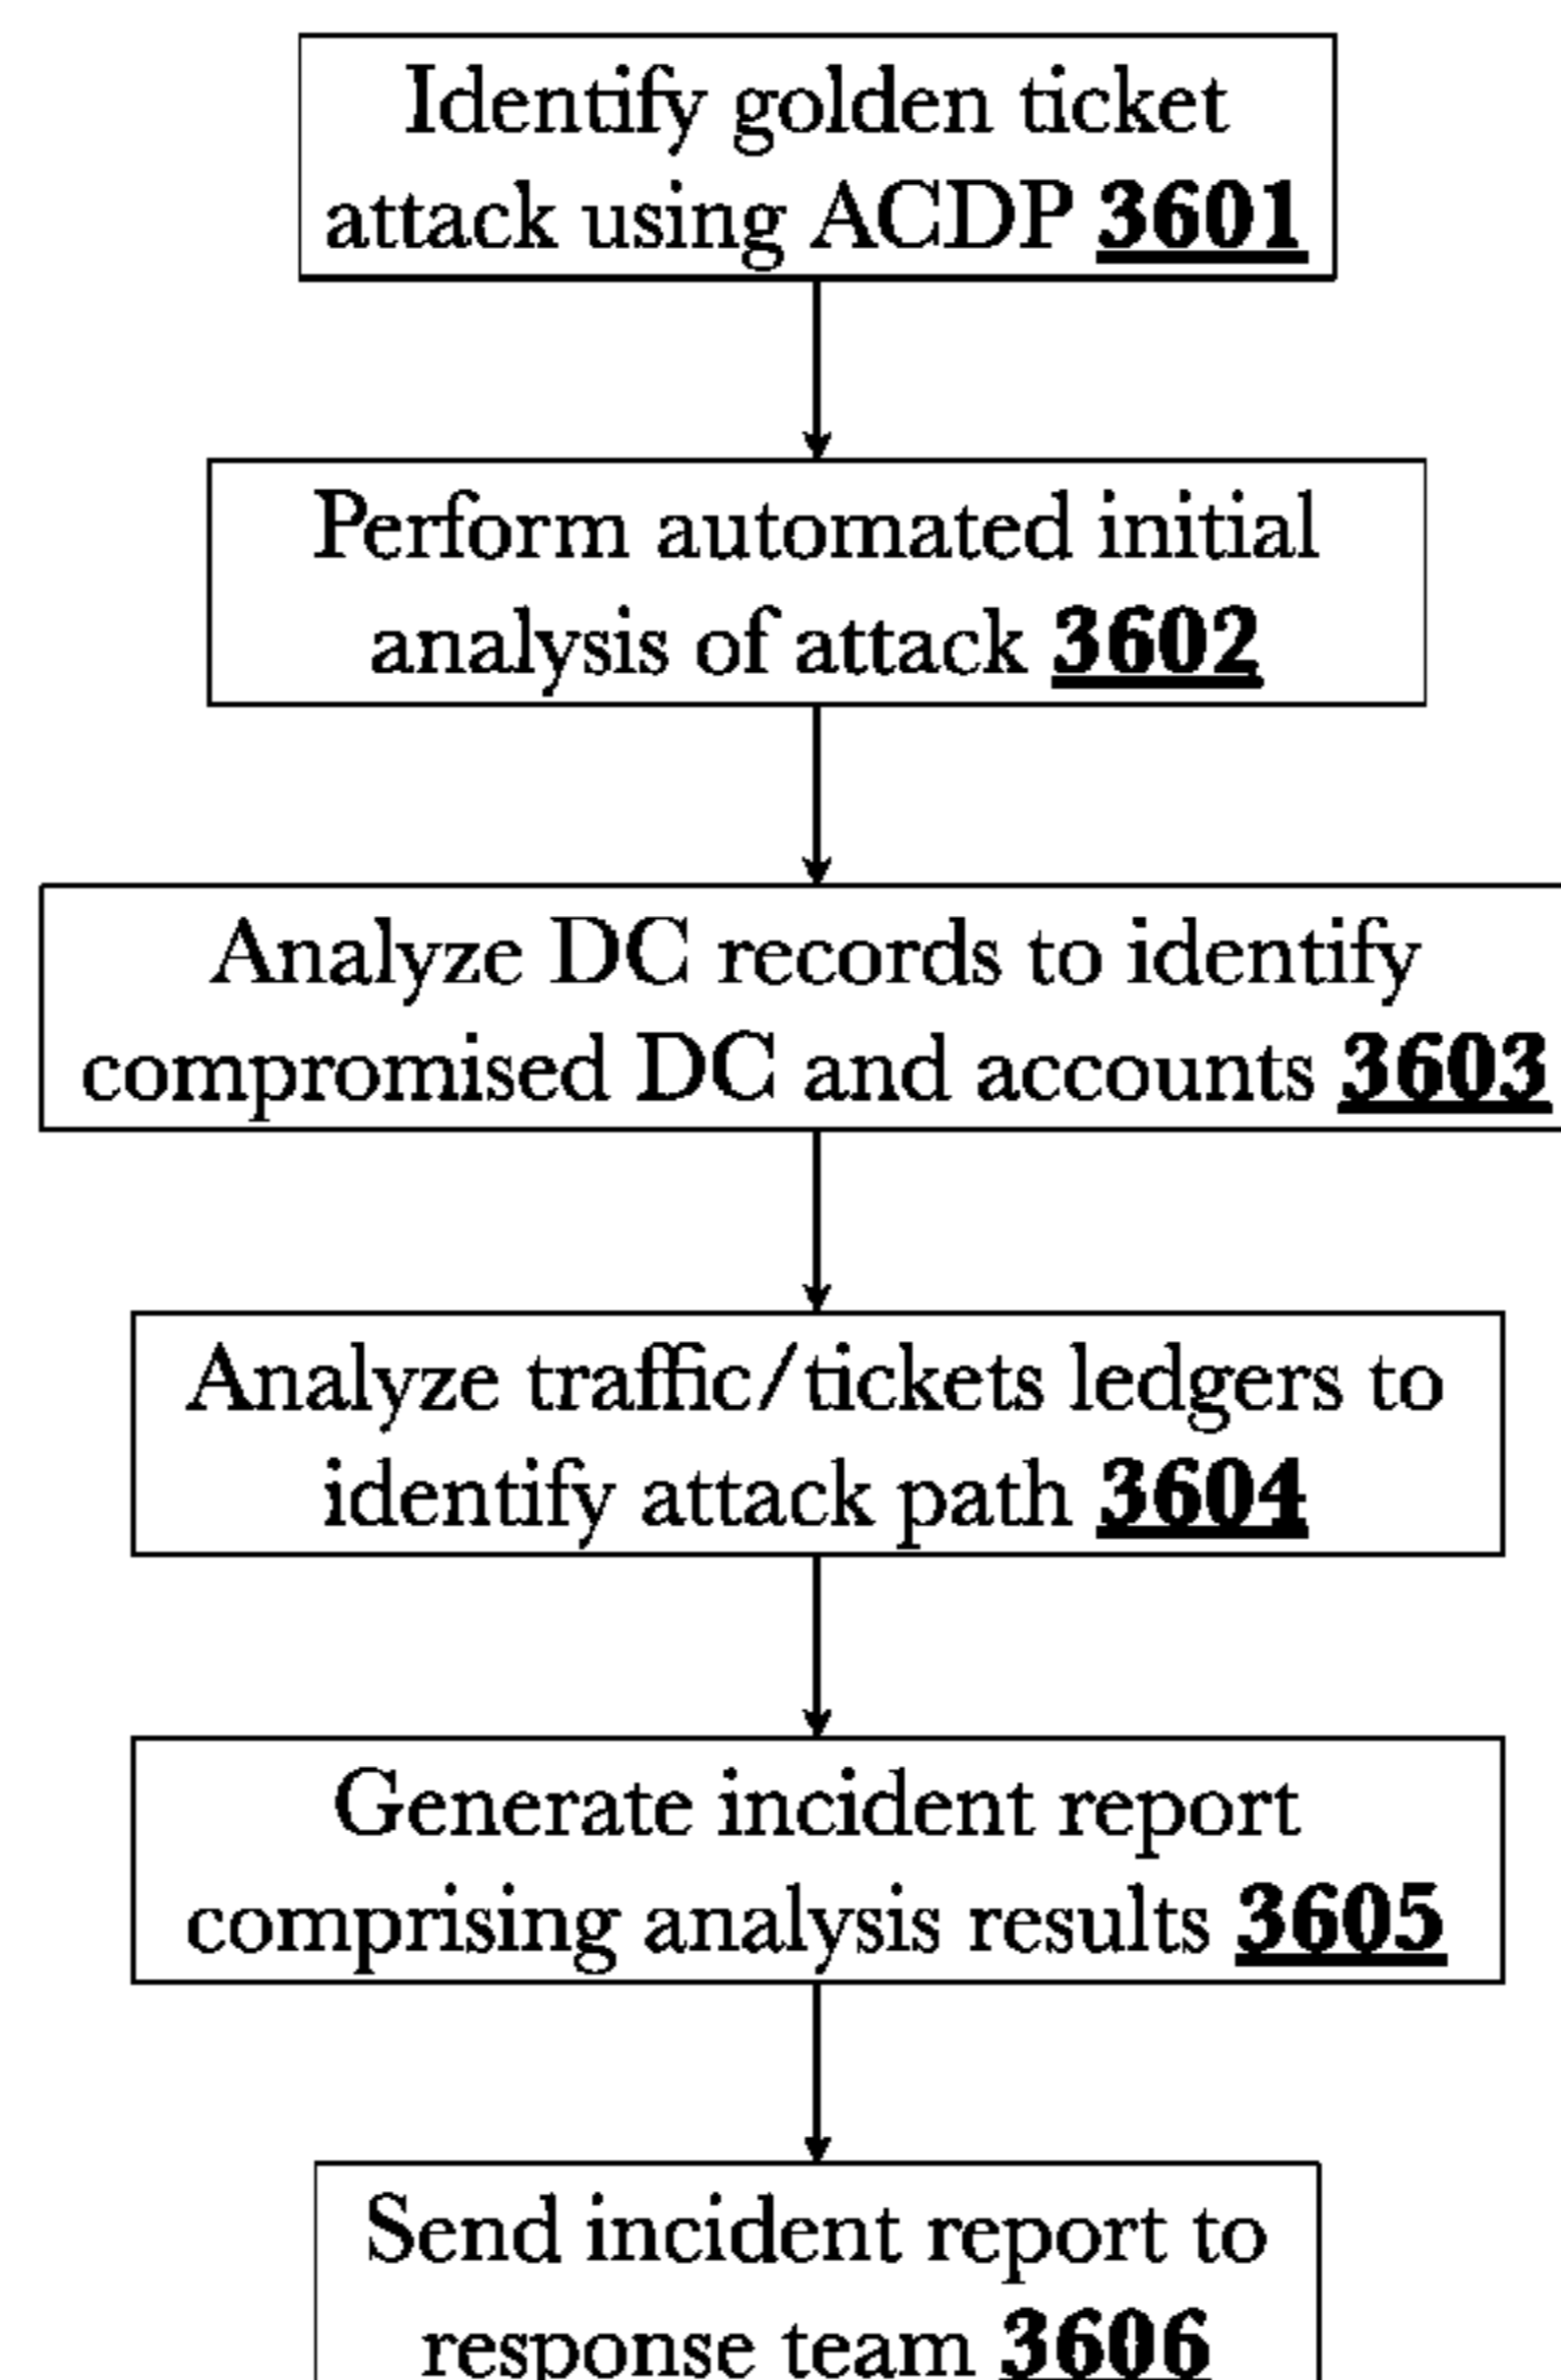 Identify golden ticket
attack using ACDP 3601
Perform automated initial
analysis of attack 3602
Analyze DC records to identify
compromised DC and accounts 3603
Analyze traffic/tickets ledgers to
identify attack path 3604
Generate incident report
comprising analysis results 3605
Send incident report to
response team 3606